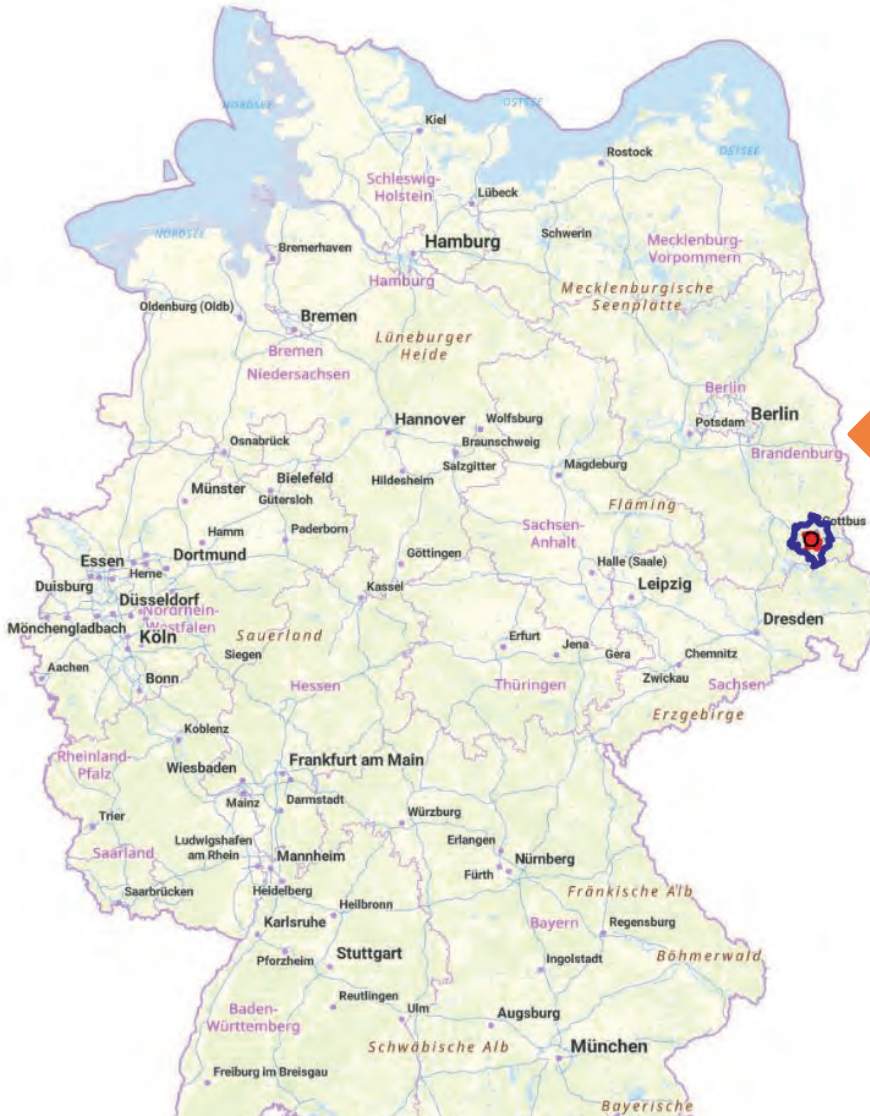 NORDSEE
OSTSEE
Kiel
Rostock
OSTSEE
Schleswig-
Holstein
Lübeck
NORDSEE
Schwerin
Hamburg
Mecklenburg-
Vorpommern
Bremerhaven
Hamburg
Mecklenburgische
Seenplatte
Oldenburg (Oldb)
Bremen
Lüneburger
Heide
Bremen
Niedersachsen
Berlin
Hannover
Wolfsburg
Potsdam
Berlin
Osnabrück
Braunschweig
Brandenburg
Salzgitter
Magdeburg
Bielefeld
Hildesheim
Münster
Gütersloh
Fläming
Sachsen-
Anhalt
Cottbus
Hamm
Paderborn
Essen
Dortmund
Göttingen
Halle (Saale)
Herne
Duisburg
Kassel
Leipzig
Düsseldorf
Nordrhein-
Westfalen
Mönchengladbach
Köln
Sauerland
Erfurt
Jena
Gera
Dresden
Siegen
Chemnitz
Aachen
Bonn
Hessen
Thüringen
Zwickau
Sachsen
Erzgebirge
Koblenz
Rheinland-
Pfalz
Wiesbaden
Frankfurt am Main
Mainz
Darmstadt
Trier
Würzburg
Ludwigshafen
am Rhein
Erlangen
Saarland
Mannheim
Nürnberg
Fürth
Saarbrücken
Heidelberg
Fränkische Alb
Heilbronn
Karlsruhe
Bayern
Regensburg
Pforzheim
Stuttgart
Böhmerwald
Ingolstadt
Reutlingen
Baden-
Württemberg
Ulm
Augsburg
Schwäbische Alb
München
Freiburg im Breisgau
Bayerische